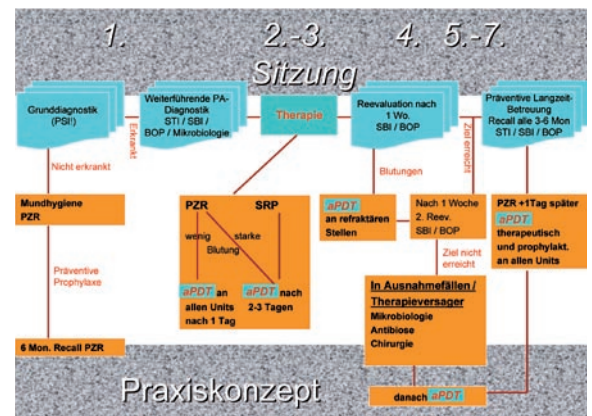 1.
2.-3.
4.
5.-7.
Sitzung
Grunddiagnostik
(PSI!)
Erkrankt
Weiterführende PA-
Diagnostik
STI / SBI /
BOP / Mikrobiologie
Therapie
Reevaluation nach
1 Wo.
SBI / BOP
Ziel erreicht
Präventive Langzeit-
Betreuung
Recall alle 3-6 Mon
STI / SBI / BOP
Nicht erkrankt
Blutungen
Mundhygiene
PZR
PZR
SRP
wenig
starke
Blutung
aPDT an
allen Units
nach 1 Tag
aPDT nach
2-3 Tagen
aPDT
an refraktären
Stellen
Nach 1 Woche
2. Reev.
SBI / BOP
PZR +1Tag später
aPDT
therapeutisch
und prophylakt.
an allen Units
Ziel nicht
erreicht
Präventive
Prophylaxe
In Ausnahmefällen /
Therapieversager
Mikrobiologie
Antibiose
Chirurgie
6 Mon. Recall PZR
danach aPDT
Praxiskonzept